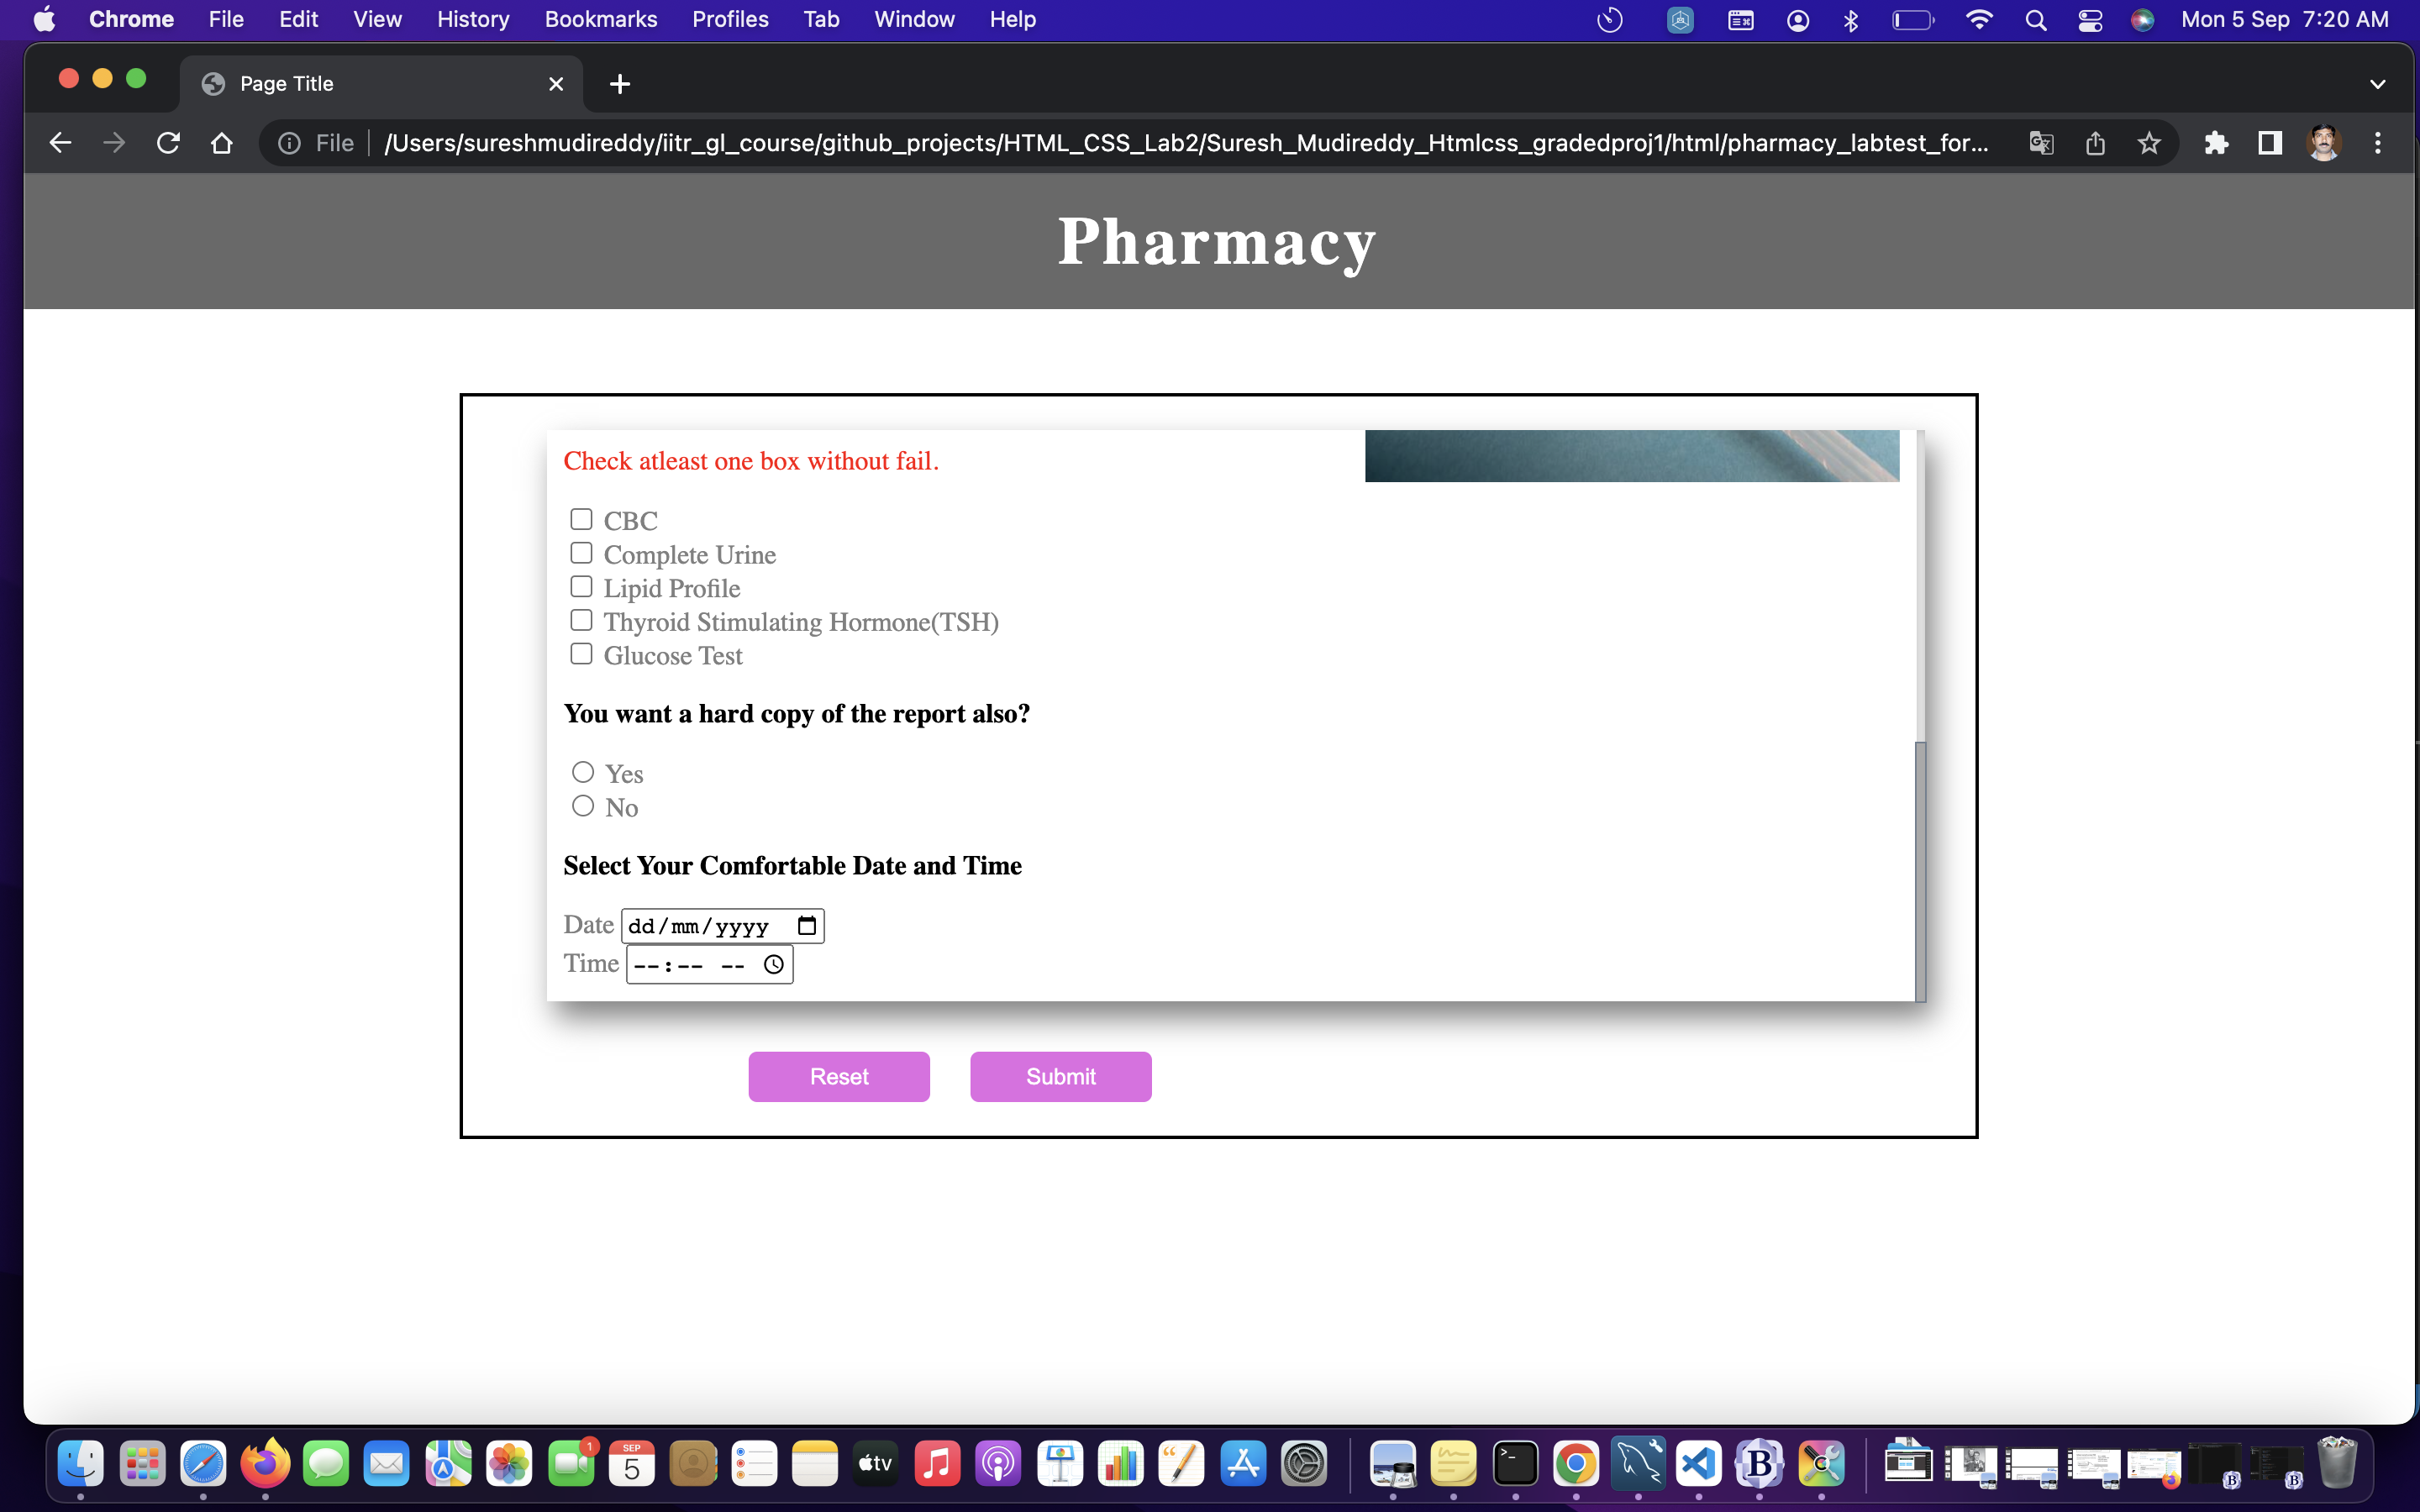 Chrome File Edit View History Bookmarks Profiles Tab Window Help Mon 5 Sep 7:20 AM
Page Title
File /Users/sureshmudireddy/iitr_gl_course/github_projects/HTML_CSS_Lab2/Suresh_Mudireddy_Htmlcss_gradedproj1/html/pharmacy_labtest_for...
Pharmacy
Check atleast one box without fail.
CBC
Complete Urine
Lipid Profile
Thyroid Stimulating Hormone(TSH)
Glucose Test
You want a hard copy of the report also?
Yes
No
Select Your Comfortable Date and Time
Date dd/mm/yyyy
Time --:-- --
Reset Submit
1 SEP 5 tv B